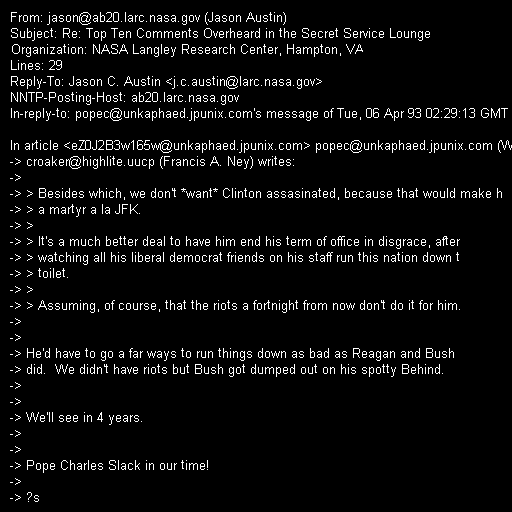 From: jason@ab20.larc.nasa.gov (Jason Austin)
Subject: Re: Top Ten Comments Overheard in the Secret Service Lounge
Organization: NASA Langley Research Center, Hampton, VA
Lines: 29
Reply-To: Jason C. Austin <j.c.austin@larc.nasa.gov>
NNTP-Posting-Host: ab20.larc.nasa.gov
In-reply-to: popec@unkaphaed.jpunix.com's message of Tue, 06 Apr 93 02:29:13 GMT

In article <eZ0J2B3w165w@unkaphaed.jpunix.com> popec@unkaphaed.jpunix.com (W
-> croaker@highlite.uucp (Francis A. Ney) writes:
->
-> > Besides which, we don't *want* Clinton assasinated, because that would make h
-> > a martyr a la JFK.
-> >
-> > It's a much better deal to have him end his term of office in disgrace, after
-> > watching all his liberal democrat friends on his staff run this nation down t
-> > toilet.
-> >
-> > Assuming, of course, that the riots a fortnight from now don't do it for him.
->
->
-> He'd have to go a far ways to run things down as bad as Reagan and Bush
-> did.  We didn't have riots but Bush got dumped out on his spotty Behind.
->
->
-> We'll see in 4 years.
->
->
-> Pope Charles Slack in our time!
->
-> ?s